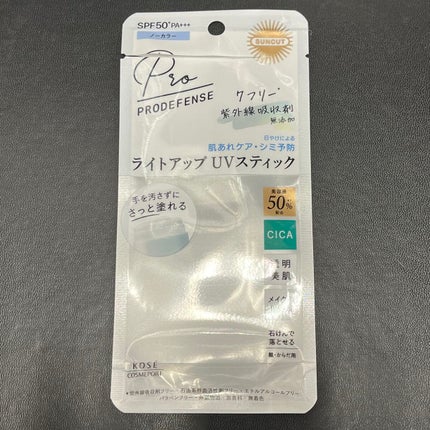 SPF50+PA+++
ノーカラー
SUNCUT
Pro
PRODEFENSE
7フリー*
紫外線吸収剤
無添加
日やけによる
肌あれケア・シミ予防
ライトアップ UVスティック
手を汚さずに
さっと塗れる
美容液
50%
配合
CICA
透明
美肌
メイク
石けんで
落とせる
顔・からだ用
KOSÉ
COSMEPORT